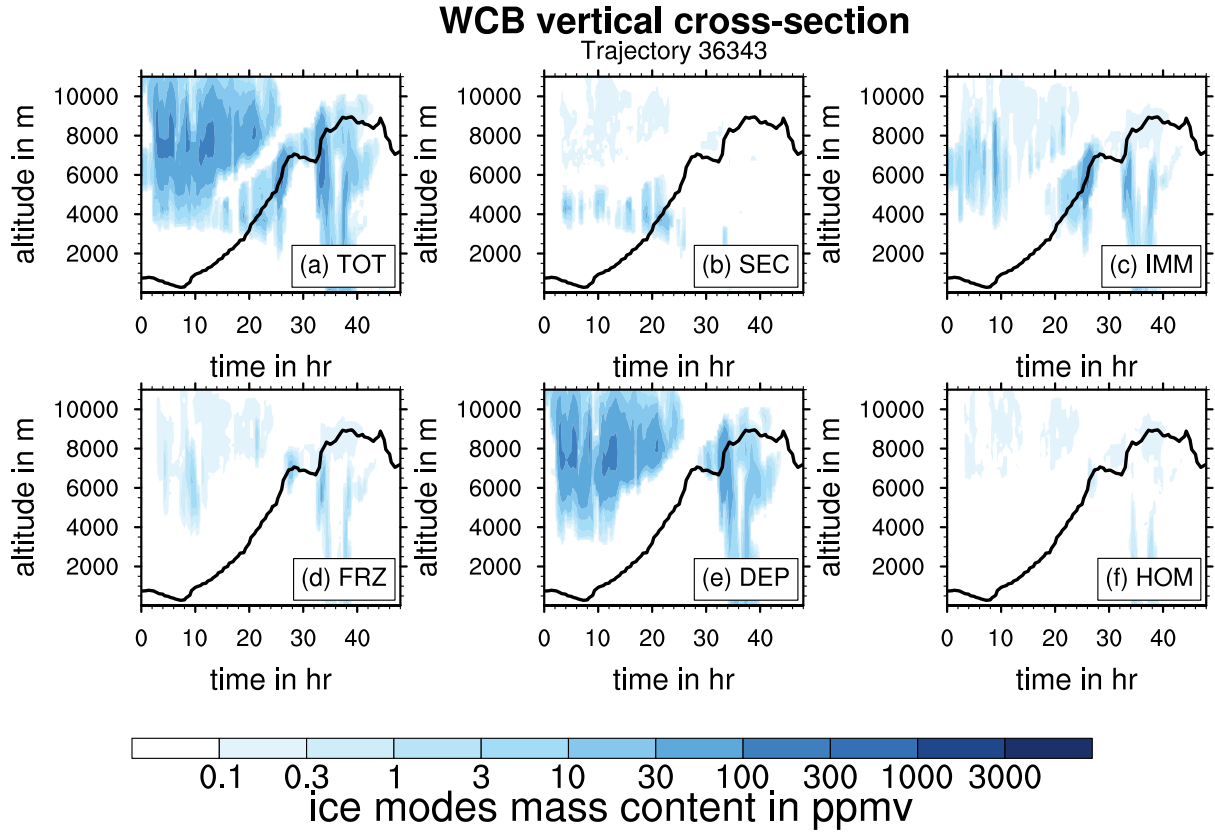 WCB vertical cross-section
Trajectory 36343
altitude in m
10000
8000
6000
4000
2000
(a) TOT
0 10 20 30 40
time in hr
altitude in m
10000
8000
6000
4000
2000
(b) SEC
0 10 20 30 40
time in hr
altitude in m
10000
8000
6000
4000
2000
(c) IMM
0 10 20 30 40
time in hr
altitude in m
10000
8000
6000
4000
2000
(d) FRZ
0 10 20 30 40
time in hr
altitude in m
10000
8000
6000
4000
2000
(e) DEP
0 10 20 30 40
time in hr
altitude in m
10000
8000
6000
4000
2000
(f) HOM
0 10 20 30 40
time in hr
0.1 0.3 1 3 10 30 100 300 1000 3000
ice modes mass content in ppmv